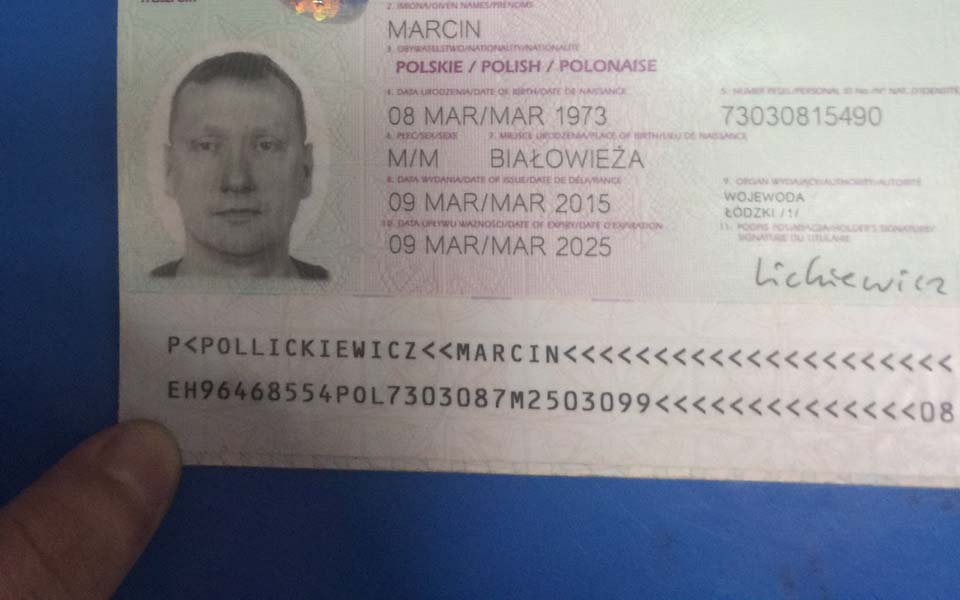 2. IMIONA/GIVEN NAMES/PRÉNOMS
MARCIN
3. OBYWATELSTWO/NATIONALITY/NATIONALITÉ
POLSKIE / POLISH / POLONAISE
4. DATA URODZENIA/DATE OF BIRTH/DATE DE NAISSANCE
5. NUMER PESEL/PERSONAL ID No./Nº NAT. D'IDENTITÉ
08 MAR/MAR 1973
73030815490
6. PŁEĆ/SEX/SEXE
7. MIEJSCE URODZENIA/PLACE OF BIRTH/LIEU DE NAISSANCE
M/M
BIAŁOWIEŻA
8. DATA WYDANIA/DATE OF ISSUE/DATE DE DÉLIVRANCE
9. ORGAN WYDAJĄCY/AUTHORITY/AUTORITÉ
09 MAR/MAR 2015
WOJEWODA
ŁÓDZKI /1/
10. DATA UPŁYWU WAŻNOŚCI/DATE OF EXPIRY/DATE D'EXPIRATION
11. PODPIS POSIADACZA/HOLDER'S SIGNATURE/
SIGNATURE DU TITULAIRE
09 MAR/MAR 2025
Lickiewicz
P<POLLICKIEWICZ<<MARCIN<<<<<<<<<<<<<<<<<<<<<
EH96468554POL7303087M2503099<<<<<<<<<<<<<<08